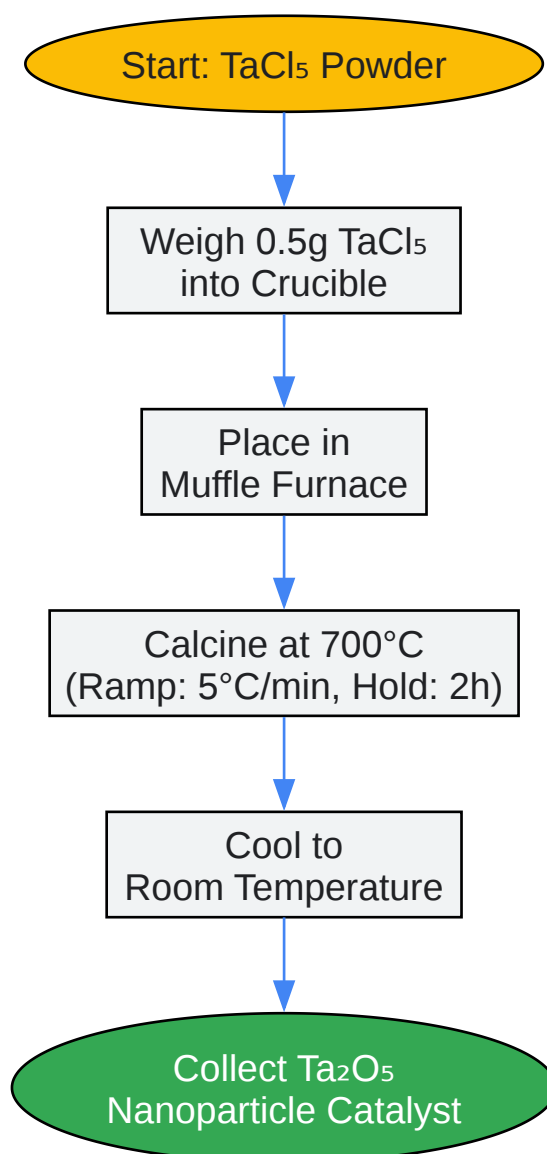 Start: TaCl₅ Powder
Weigh 0.5g TaCl₅
into Crucible
Place in
Muffle Furnace
Calcine at 700°C
(Ramp: 5°C/min, Hold: 2h)
Cool to
Room Temperature
Collect Ta₂O₅
Nanoparticle Catalyst